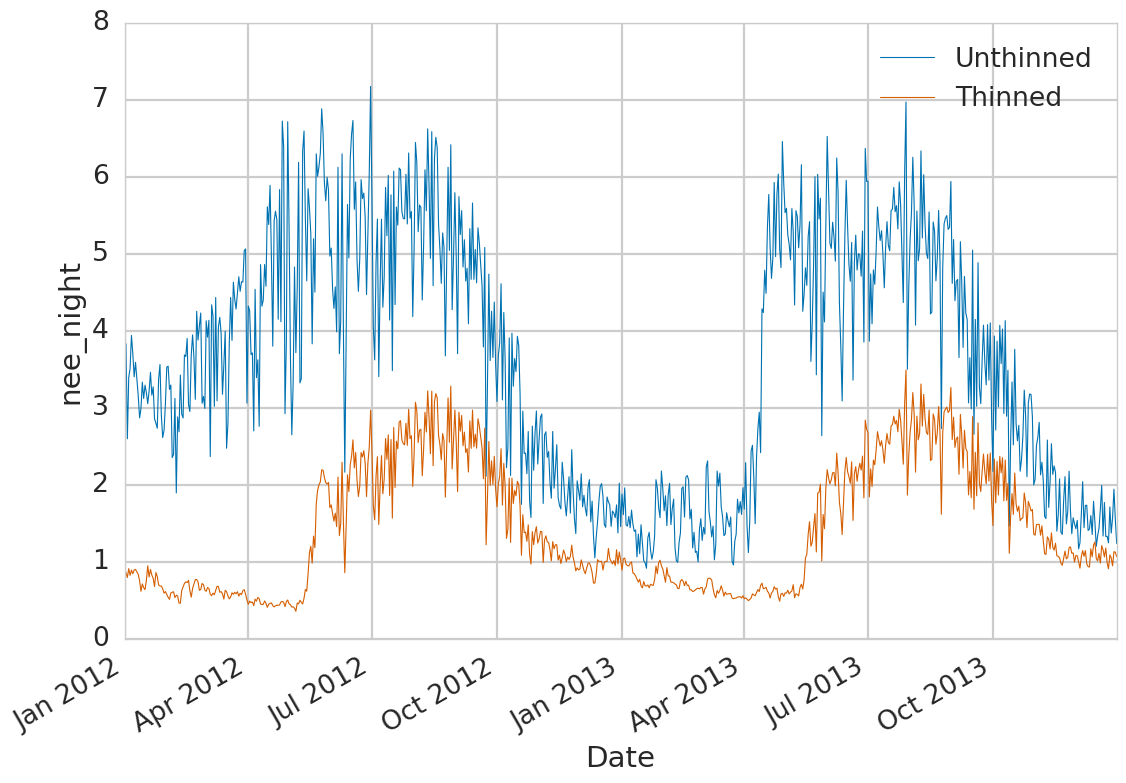 8
7
6
5
4
3
2
1
0
nee_night
Unthinned
Thinned
Jan 2012
Apr 2012
Jul 2012
Oct 2012
Jan 2013
Apr 2013
Jul 2013
Oct 2013
Date